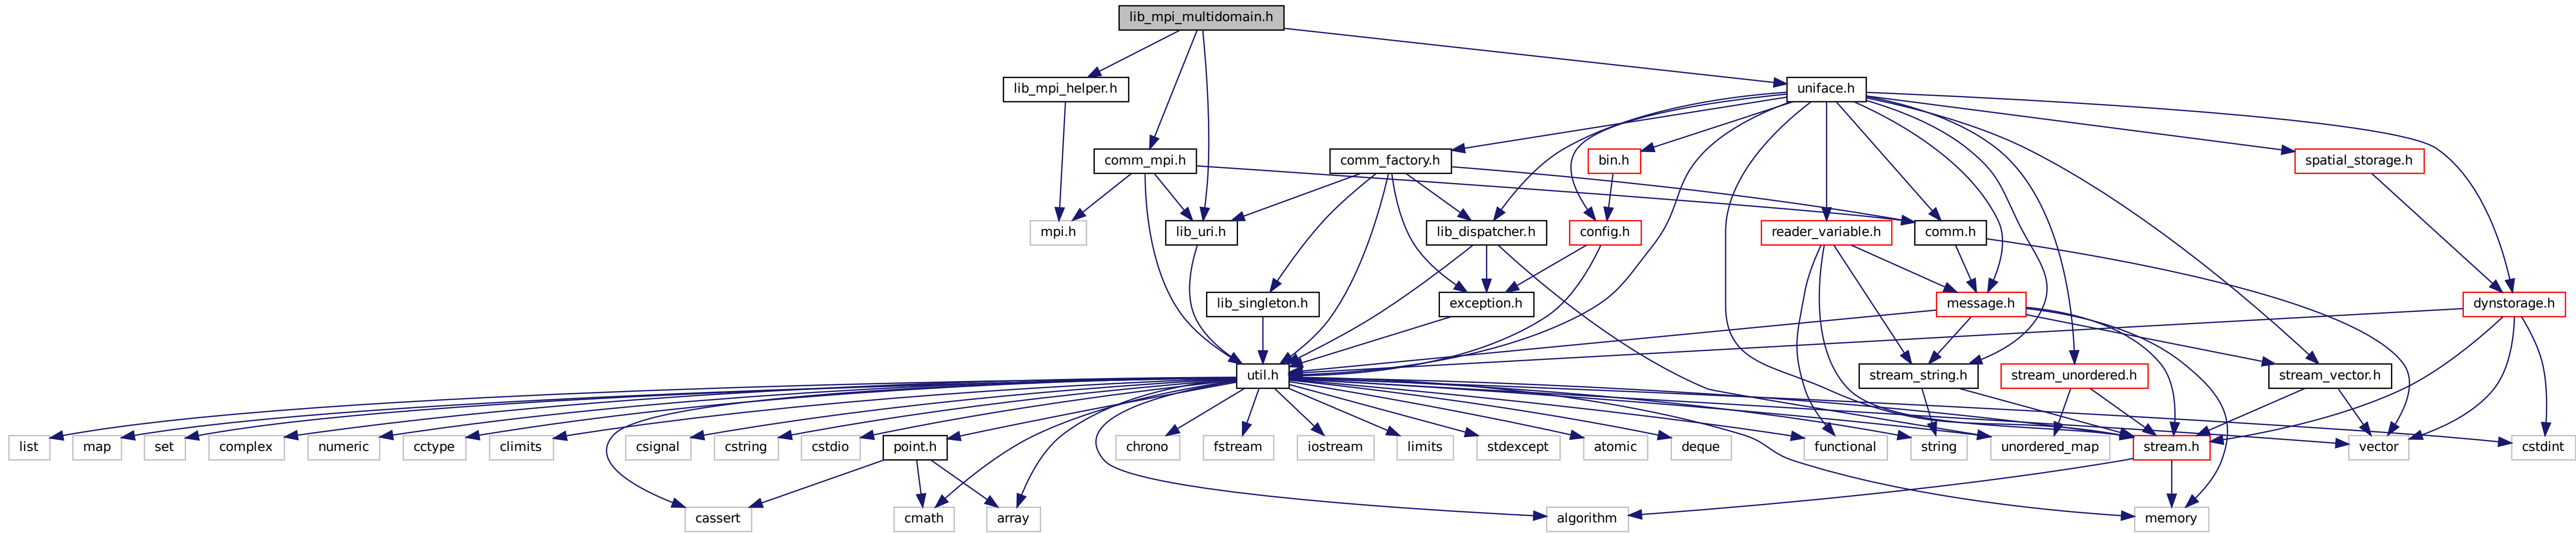 lib_mpi_multidomain.h
lib_mpi_helper.h
uniface.h
comm_mpi.h
comm_factory.h
bin.h
spatial_storage.h
mpi.h
lib_uri.h
lib_dispatcher.h
config.h
reader_variable.h
comm.h
lib_singleton.h
exception.h
message.h
dynstorage.h
util.h
stream_string.h
stream_unordered.h
stream_vector.h
list
map
set
complex
numeric
cctype
climits
csignal
cstring
cstdio
point.h
chrono
fstream
iostream
limits
stdexcept
atomic
deque
functional
string
unordered_map
stream.h
vector
cstdint
cassert
cmath
array
algorithm
memory